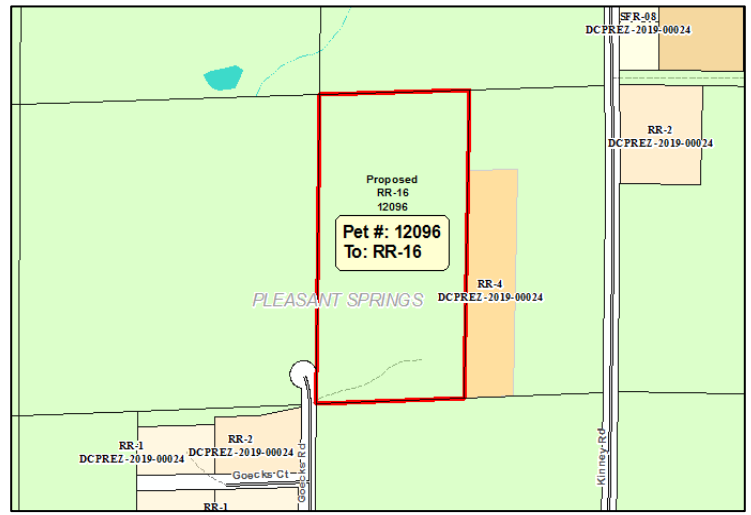 SFR-08
DCPREZ-2019-00024
RR-2
DCPREZ-2019-00024
Proposed
RR-16
12096
Pet #: 12096
To: RR-16
RR-4
DCPREZ-2019-00024
PLEASANT SPRINGS
RR-1
DCPREZ-2019-00024
RR-2
DCPREZ-2019-00024
Goecks Ct
Goecks Rd
Kinney Rd
RR-1